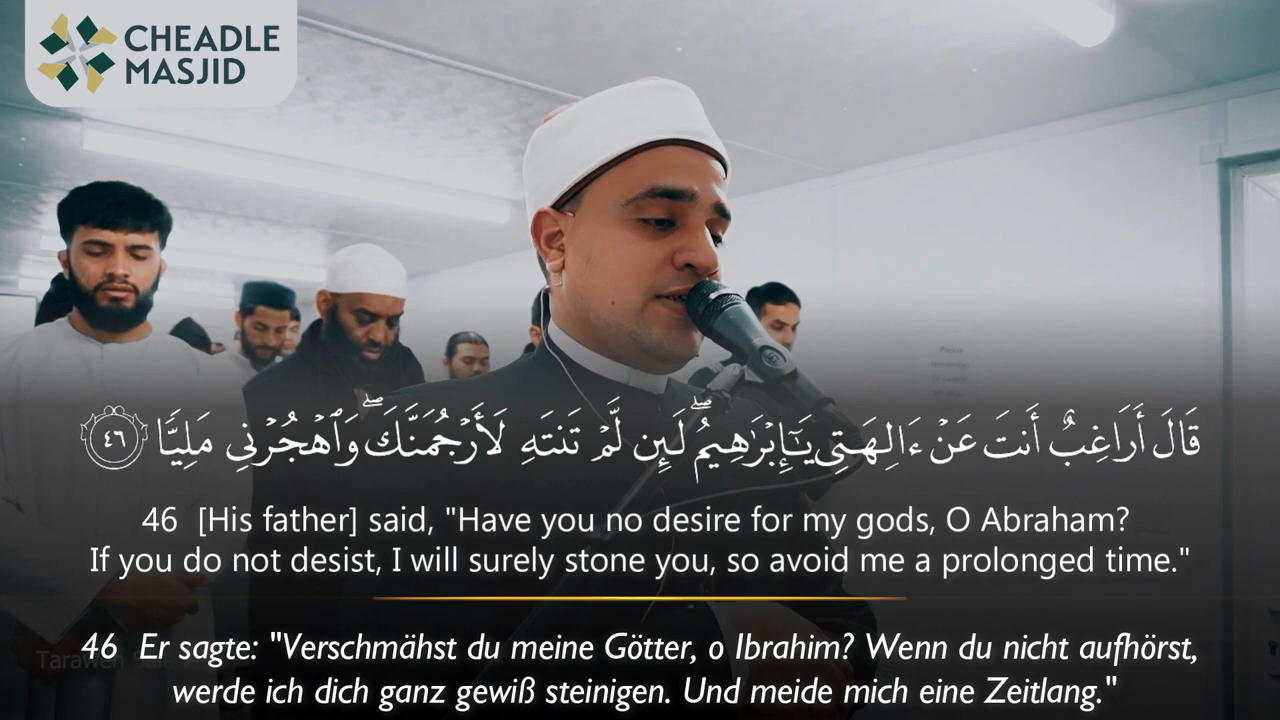 CHEADLE
MASJID
Please
remember
قَالَ أَرَاغِبٌ أَنتَ عَنْ ءَالِهَتِى يَـٰٓإِبْرَٰهِيمُ ۖ لَئِن لَّمْ تَنتَهِ لَأَرْجُمَنَّكَ ۖ وَٱهْجُرْنِى مَلِيًّا ٤٦
46 [His father] said, "Have you no desire for my gods, O Abraham?
If you do not desist, I will surely stone you, so avoid me a prolonged time."
46 Er sagte: "Verschmähst du meine Götter, o Ibrahim? Wenn du nicht aufhörst,
Taraweh
werde ich dich ganz gewiß steinigen. Und meide mich eine Zeitlang."